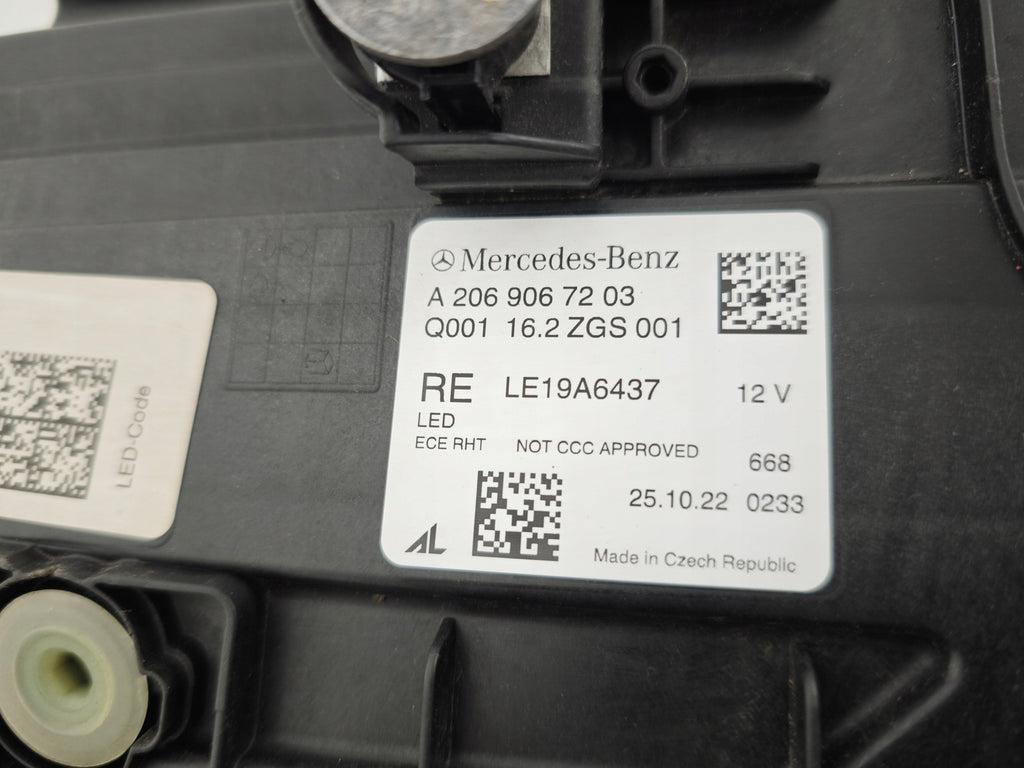 Mercedes-Benz
A 206 906 72 03
Q001 16.2 ZGS 001
RE LE19A6437 12 V
LED
ECE RHT NOT CCC APPROVED
668
25.10.22 0233
AL
Made in Czech Republic
LED-Code